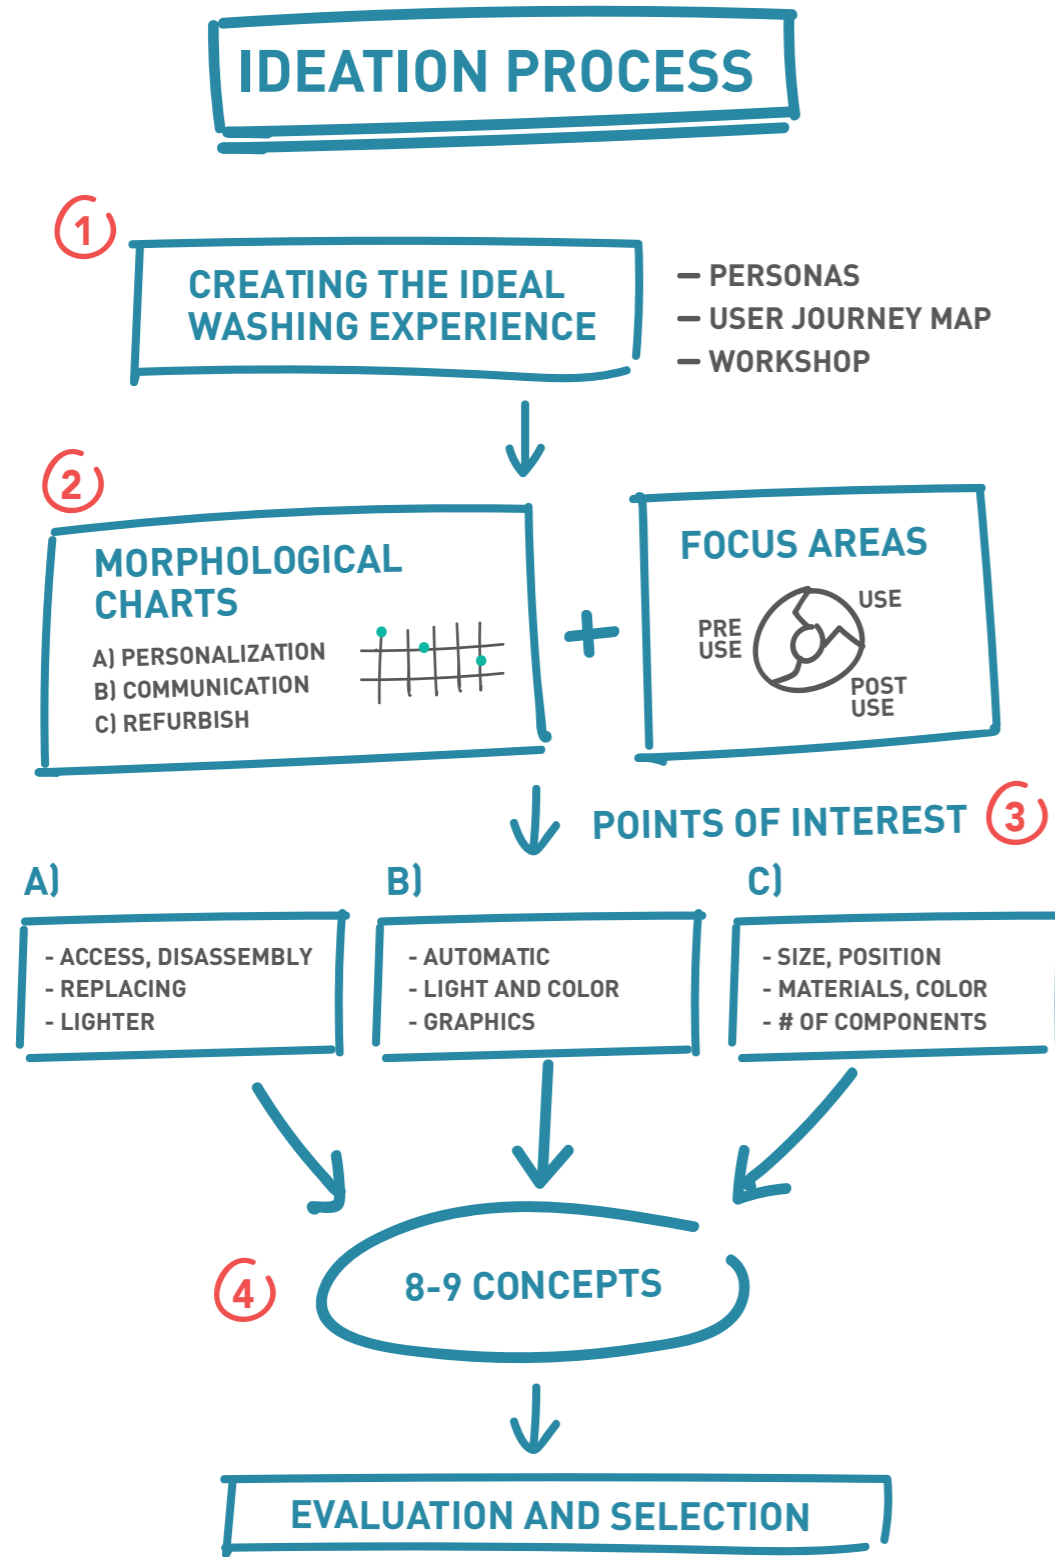 IDEATION PROCESS
1
CREATING THE IDEAL
WASHING EXPERIENCE
– PERSONAS
– USER JOURNEY MAP
– WORKSHOP
2
MORPHOLOGICAL
CHARTS
A) PERSONALIZATION
B) COMMUNICATION
C) REFURBISH
+
FOCUS AREAS
PRE
USE
USE
POST
USE
POINTS OF INTEREST
3
A)
- ACCESS, DISASSEMBLY
- REPLACING
- LIGHTER
B)
- AUTOMATIC
- LIGHT AND COLOR
- GRAPHICS
C)
- SIZE, POSITION
- MATERIALS, COLOR
- # OF COMPONENTS
4
8-9 CONCEPTS
EVALUATION AND SELECTION